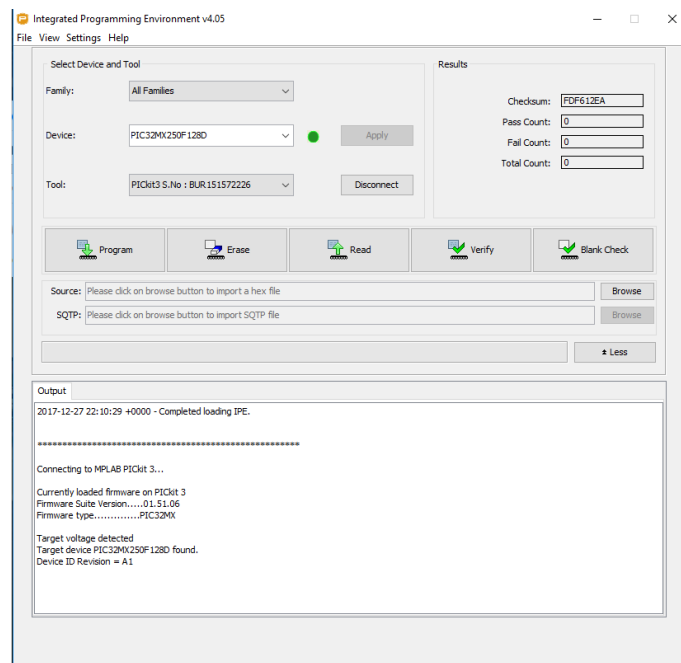 Integrated Programming Environment v4.05
File View Settings Help
Select Device and Tool
Family: All Families
Device: PIC32MX250F128D Apply
Tool: PICkit3 S.No : BUR151572226 Disconnect
Results
Checksum: FDF612EA
Pass Count: 0
Fail Count: 0
Total Count: 0
Program Erase Read Verify Blank Check
Source: Please click on browse button to import a hex file Browse
SQTP: Please click on browse button to import SQTP file Browse
Less
Output
2017-12-27 22:10:29 +0000 - Completed loading IPE.
*****************************************************
Connecting to MPLAB PICkit 3...
Currently loaded firmware on PICkit 3
Firmware Suite Version.....01.51.06
Firmware type..............PIC32MX
Target voltage detected
Target device PIC32MX250F128D found.
Device ID Revision = A1